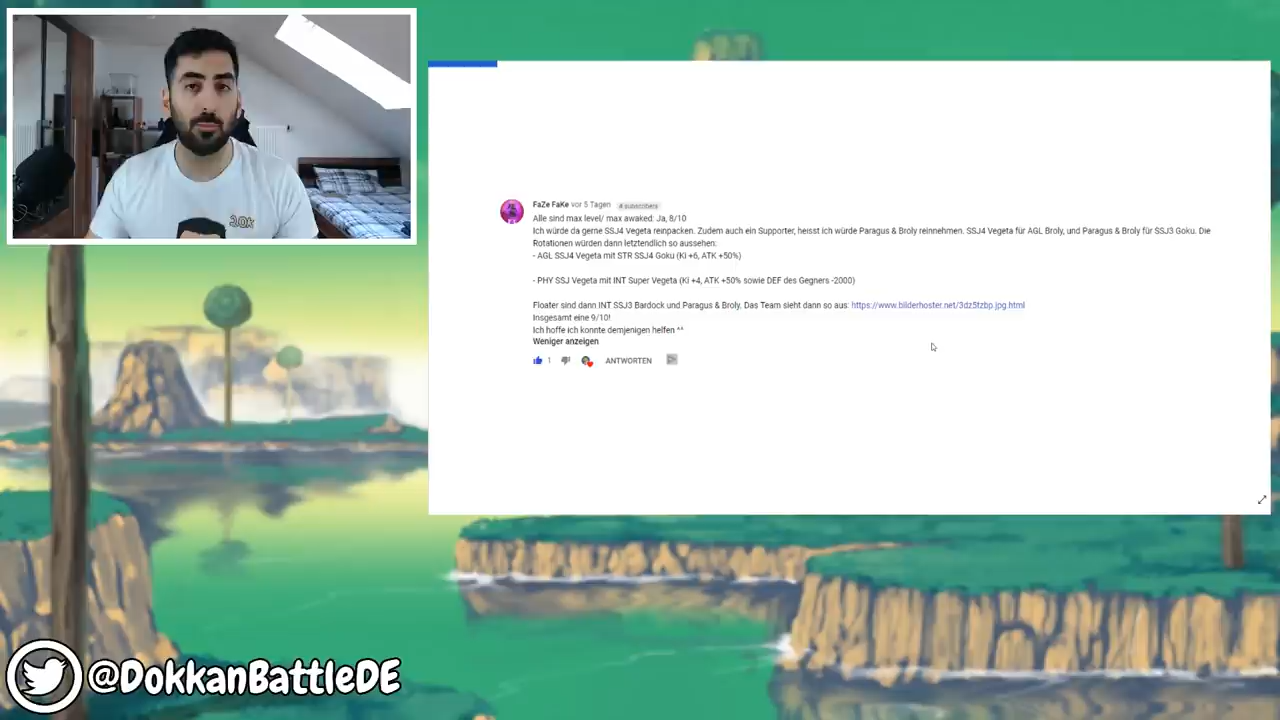 FaZe FaKe vor 5 Tagen 4 subscribers
Alle sind max level/ max awaked: Ja, 8/10
Ich würde da gerne SSJ4 Vegeta reinpacken. Zudem auch ein Supporter, heisst ich würde Paragus & Broly reinnehmen. SSJ4 Vegeta für AGL Broly, und Paragus & Broly für SSJ3 Goku. Die
Rotationen würden dann letztendlich so aussehen:
- AGL SSJ4 Vegeta mit STR SSJ4 Goku (Ki +6, ATK +50%)
- PHY SSJ Vegeta mit INT Super Vegeta (Ki +4, ATK +50% sowie DEF des Gegners -2000)
Floater sind dann INT SSJ3 Bardock und Paragus & Broly. Das Team sieht dann so aus: https://www.bilderhoster.net/3dz5tzbp.jpg.html
Insgesamt eine 9/10!
Ich hoffe ich konnte demjenigen helfen ^^
Weniger anzeigen
1 ANTWORTEN
@DokkanBattleDE